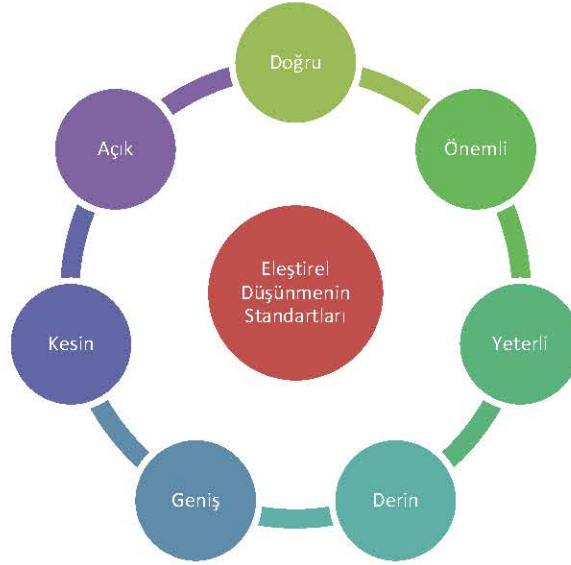 Doğru
Önemli
Yeterli
Derin
Geniş
Kesin
Açık
Eleştirel
Düşünmenin
Standartları